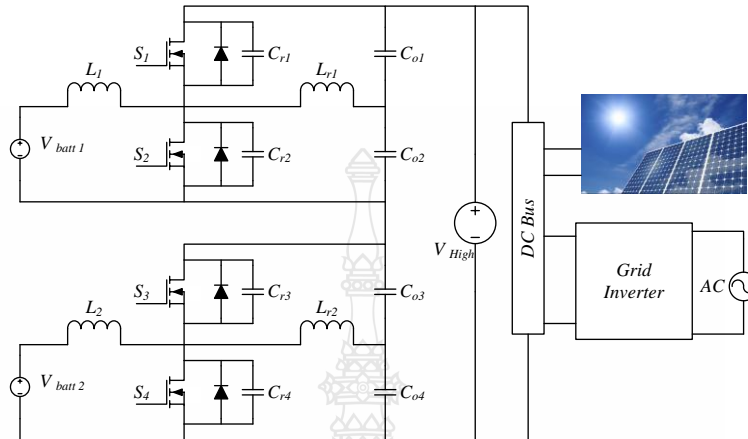 S1
Cr1
Co1
L1
Lr1
V batt 1
S2
Cr2
Co2
+
−
V High
DC Bus
Grid
Inverter
AC
S3
Cr3
Co3
L2
Lr2
V batt 2
S4
Cr4
Co4